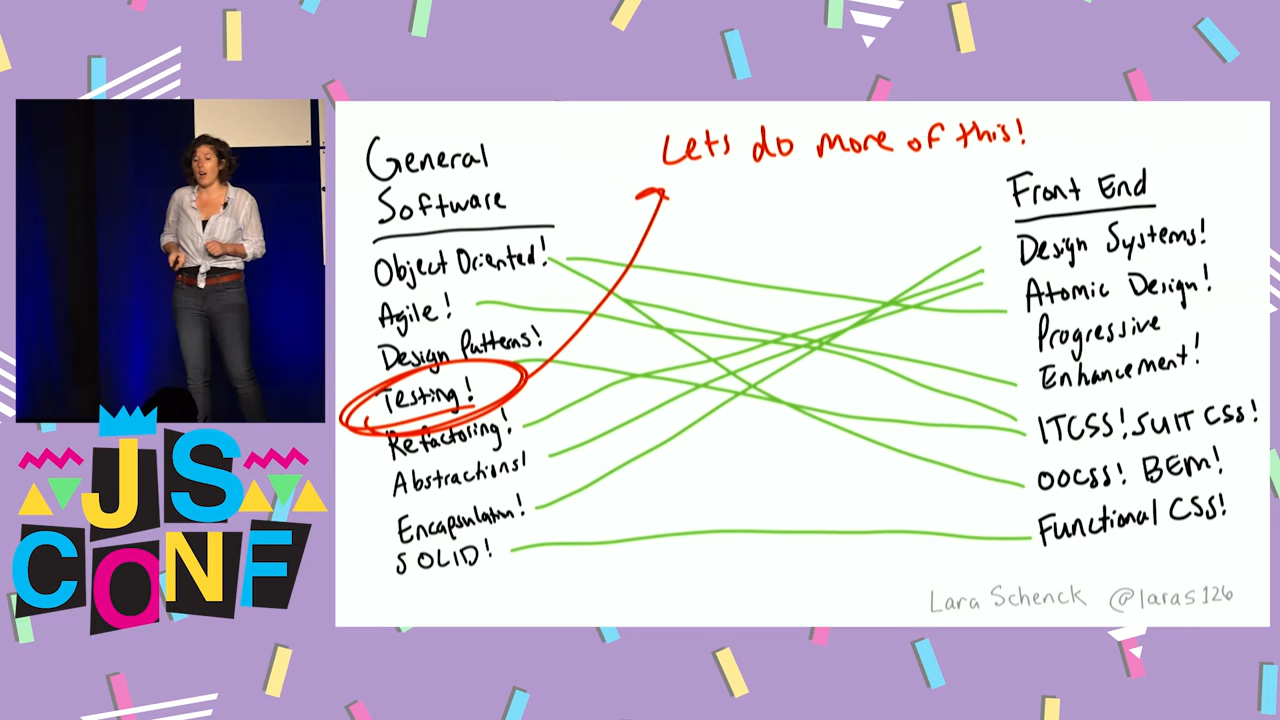 General
Software
Object Oriented!
Agile!
Design Patterns!
Testing!
Refactoring!
Abstractions!
Encapsulation!
SOLID!
Lets do more of this!
Front End
Design Systems!
Atomic Design!
Progressive
Enhancement!
ITCSS! SUIT CSS!
OOCSS! BEM!
Functional CSS!
Lara Schenck @laras126
JS
CONF